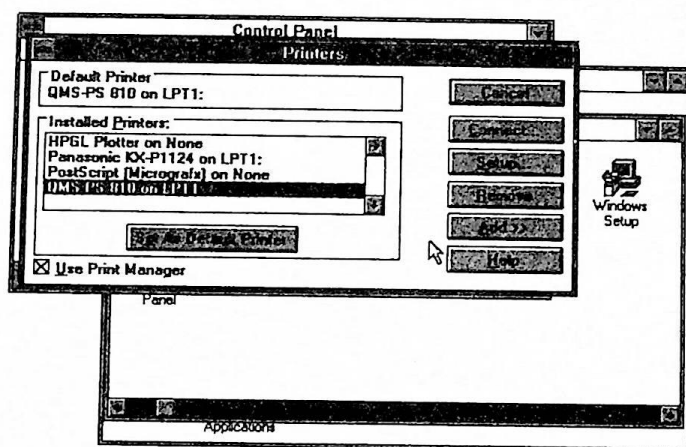 Control Panel
Printers
Default Printer
QMS-PS 810 on LPT1:
Cancel
Installed Printers:
Connect...
HPGL Plotter on None
Panasonic KX-P1124 on LPT1:
Setup...
PostScript [Micrografx] on None
QMS-PS 810 on LPT1:
Remove
Windows
Setup
Add >>
Set As Default Printer
Help
Use Print Manager
Panel
Applications